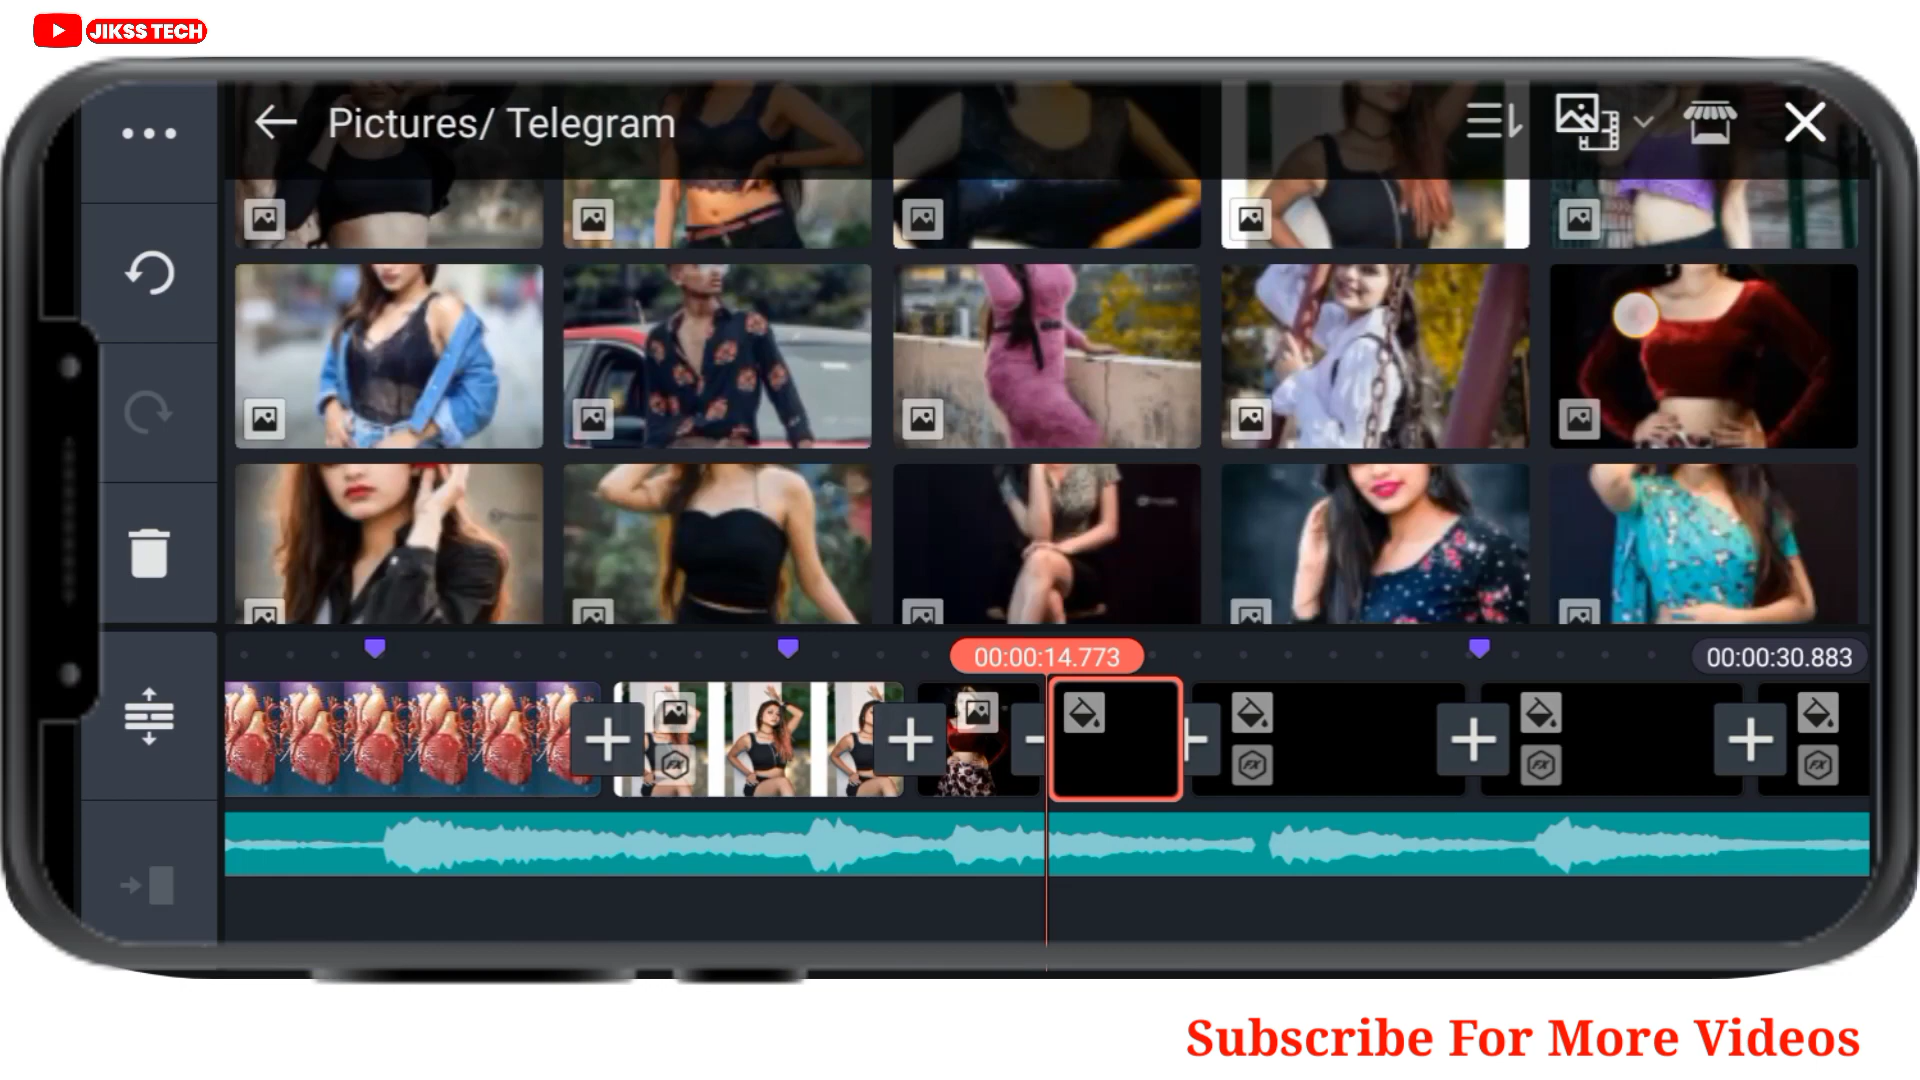 JIKSS TECH
Pictures/ Telegram
00:00:14.773
00:00:30.883
Subscribe For More Videos